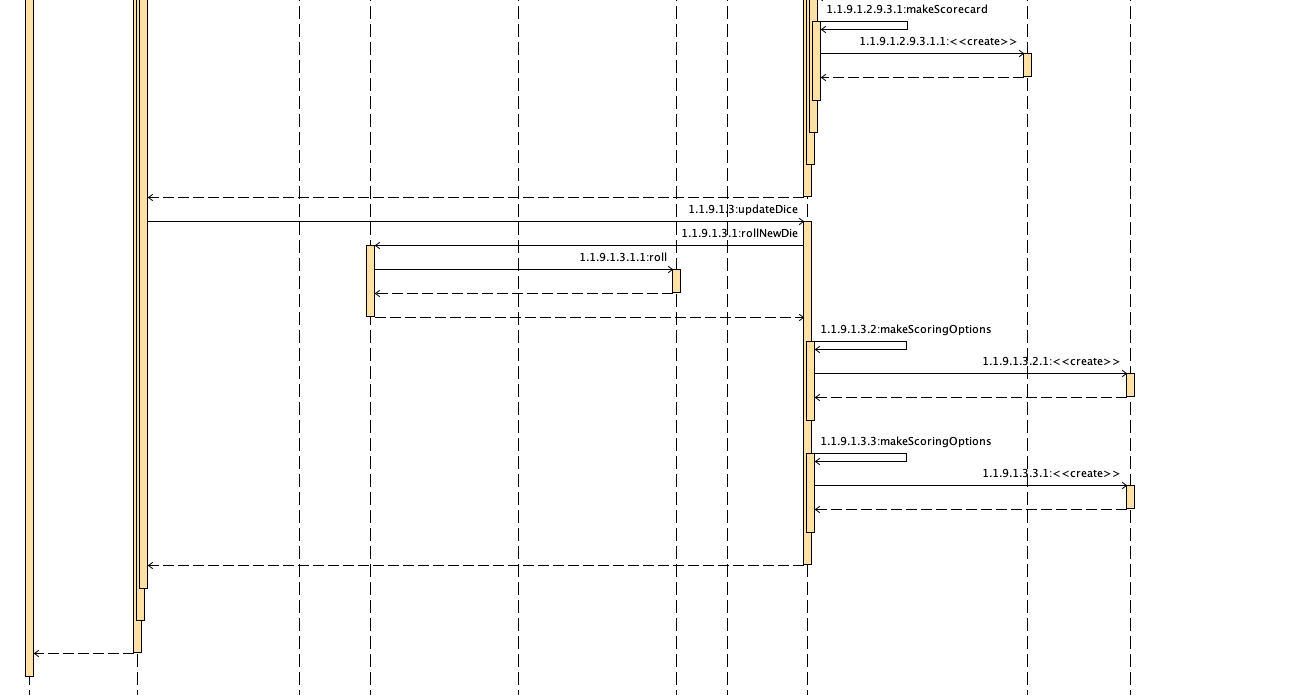 1.1.9.1.2.9.3.1:makeScorecard
1.1.9.1.2.9.3.1.1:<<create>>
1.1.9.1.3:updateDice
1.1.9.1.3.1:rollNewDie
1.1.9.1.3.1.1:roll
1.1.9.1.3.2:makeScoringOptions
1.1.9.1.3.2.1:<<create>>
1.1.9.1.3.3:makeScoringOptions
1.1.9.1.3.3.1:<<create>>